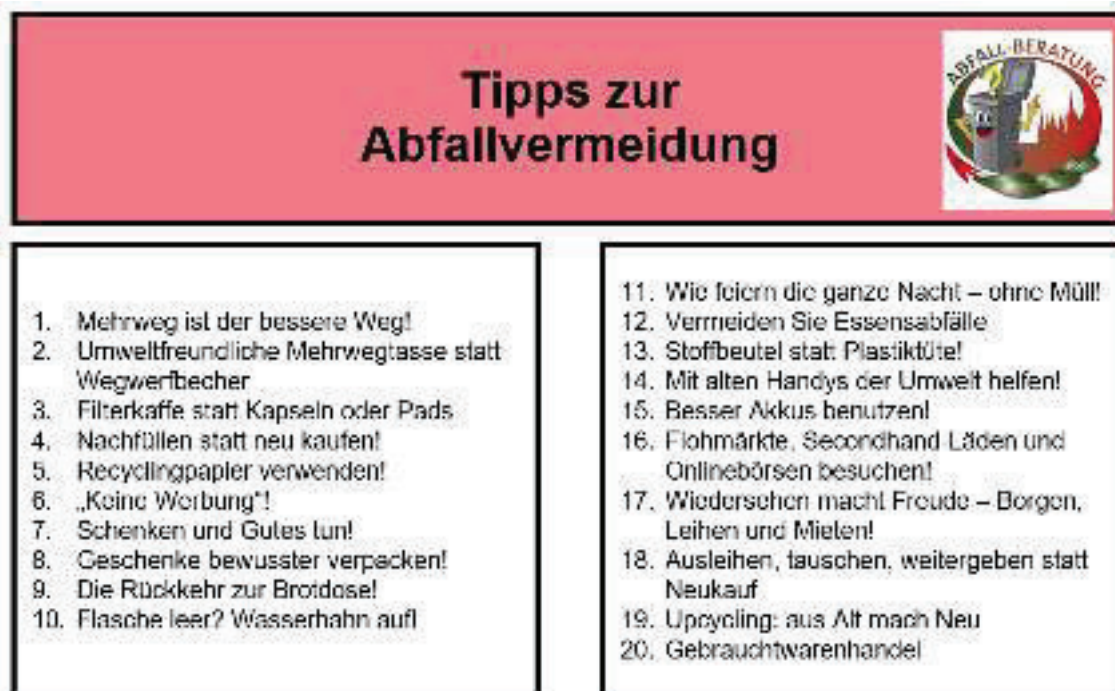 Tipps zur
Abfallvermeidung
ABFALL-BERATUNG
1. Mehrweg ist der bessere Weg!
2. Umweltfreundliche Mehrwegtasse statt
Wegwerfbecher
3. Filterkaffe statt Kapseln oder Pads
4. Nachfüllen statt neu kaufen!
5. Recyclingpapier verwenden!
6. „Keine Werbung“!
7. Schenken und Gutes tun!
8. Geschenke bewusster verpacken!
9. Die Rückkehr zur Brotdose!
10. Flasche leer? Wasserhahn auf!
11. Wie feiern die ganze Nacht – ohne Müll!
12. Vermeiden Sie Essensabfälle
13. Stoffbeutel statt Plastiktüte!
14. Mit alten Handys der Umwelt helfen!
15. Besser Akkus benutzen!
16. Flohmärkte, Secondhand Läden und
Onlinebörsen besuchen!
17. Wiedersehen macht Freude – Borgen,
Leihen und Mieten!
18. Ausleihen, tauschen, weitergeben statt
Neukauf
19. Upcycling: aus Alt mach Neu
20. Gebrauchtwarenhandel